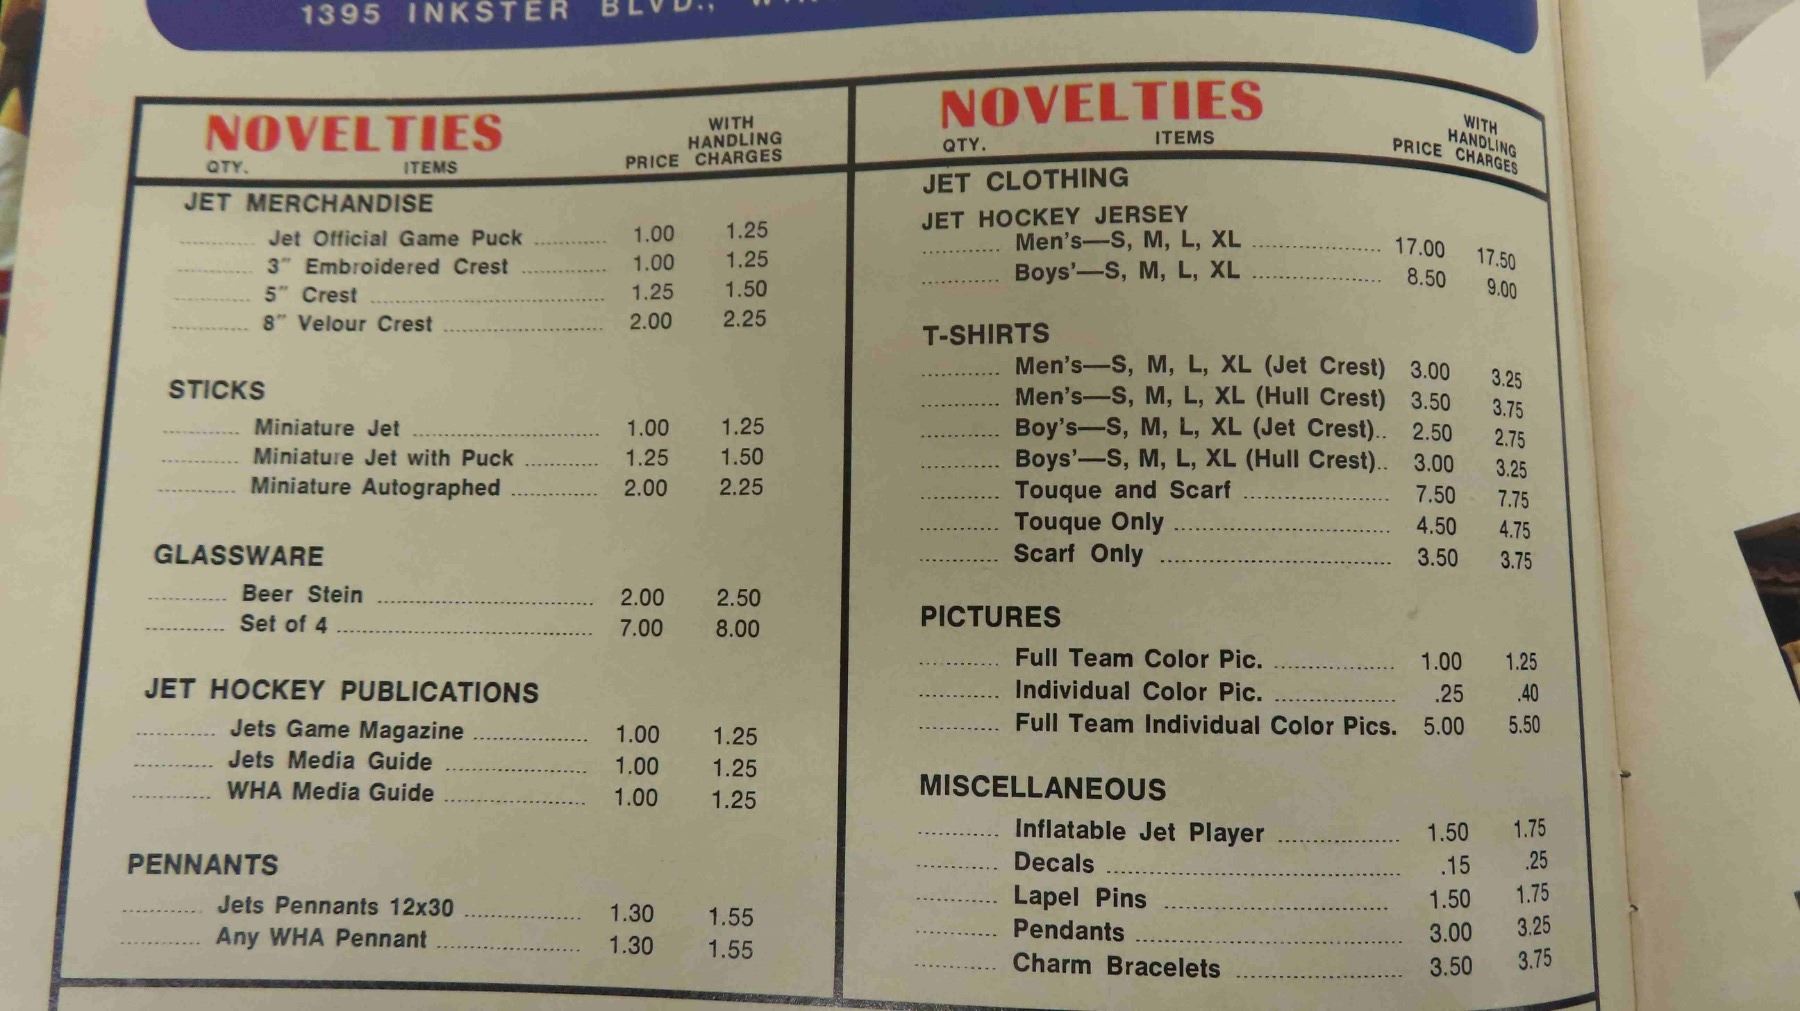 1395 INKSTER BLVD.,
NOVELTIES
QTY. ITEMS PRICE WITH HANDLING CHARGES
JET MERCHANDISE
Jet Official Game Puck 1.00 1.25
3" Embroidered Crest 1.00 1.25
5" Crest 1.25 1.50
8" Velour Crest 2.00 2.25
STICKS
Miniature Jet 1.00 1.25
Miniature Jet with Puck 1.25 1.50
Miniature Autographed 2.00 2.25
GLASSWARE
Beer Stein 2.00 2.50
Set of 4 7.00 8.00
JET HOCKEY PUBLICATIONS
Jets Game Magazine 1.00 1.25
Jets Media Guide 1.00 1.25
WHA Media Guide 1.00 1.25
PENNANTS
Jets Pennants 12x30 1.30 1.55
Any WHA Pennant 1.30 1.55
NOVELTIES
QTY. ITEMS PRICE WITH HANDLING CHARGES
JET CLOTHING
JET HOCKEY JERSEY
Men's—S, M, L, XL 17.00 17.50
Boys'—S, M, L, XL 8.50 9.00
T-SHIRTS
Men's—S, M, L, XL (Jet Crest) 3.00 3.25
Men's—S, M, L, XL (Hull Crest) 3.50 3.75
Boy's—S, M, L, XL (Jet Crest).. 2.50 2.75
Boys'—S, M, L, XL (Hull Crest).. 3.00 3.25
Touque and Scarf 7.50 7.75
Touque Only 4.50 4.75
Scarf Only 3.50 3.75
PICTURES
Full Team Color Pic. 1.00 1.25
Individual Color Pic. .25 .40
Full Team Individual Color Pics. 5.00 5.50
MISCELLANEOUS
Inflatable Jet Player 1.50 1.75
Decals .15 .25
Lapel Pins 1.50 1.75
Pendants 3.00 3.25
Charm Bracelets 3.50 3.75